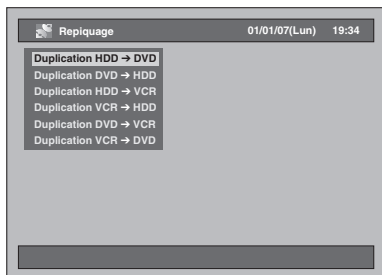 Repiquage 01/01/07(Lun) 19:34
Duplication HDD → DVD
Duplication DVD → HDD
Duplication HDD → VCR
Duplication VCR → HDD
Duplication DVD → VCR
Duplication VCR → DVD